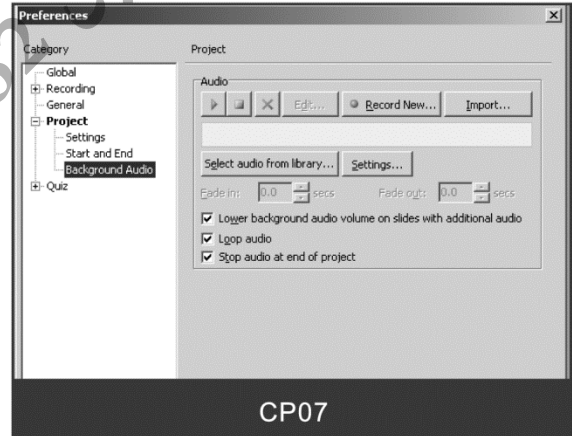 Preferences
Category
Project
Global
Recording
General
Project
Settings
Start and End
Background Audio
Quiz
Audio
Edit... Record New... Import...
Select audio from library... Settings...
Fade in: 0.0 secs Fade out: 0.0 secs
Lower background audio volume on slides with additional audio
Loop audio
Stop audio at end of project
CP07